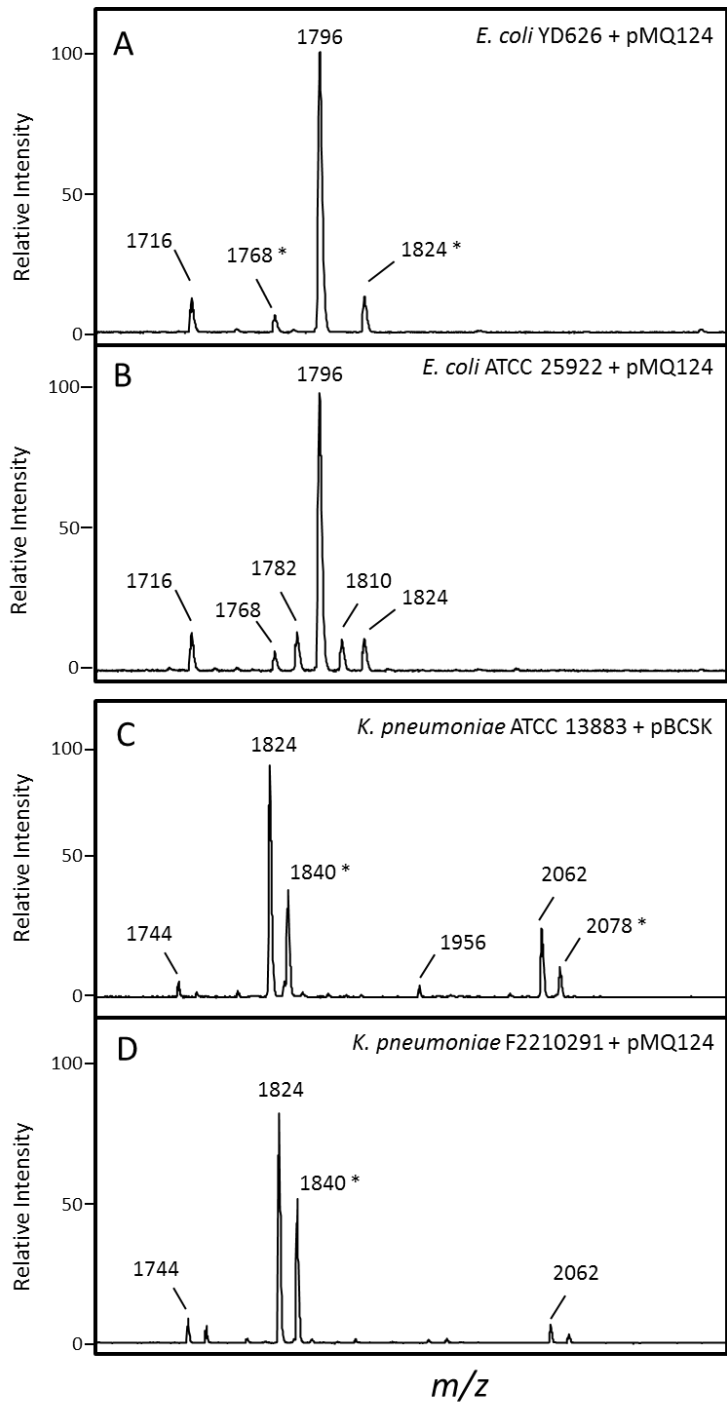 A
E. coli YD626 + pMQ124
1796
100
50
0
Relative Intensity
1716
1768 *
1824 *
B
E. coli ATCC 25922 + pMQ124
1796
100
50
0
Relative Intensity
1716
1768
1782
1810
1824
C
K. pneumoniae ATCC 13883 + pBCSK
1824
100
50
0
Relative Intensity
1744
1840 *
1956
2062
2078 *
D
K. pneumoniae F2210291 + pMQ124
1824
100
50
0
Relative Intensity
1744
1840 *
2062
m/z